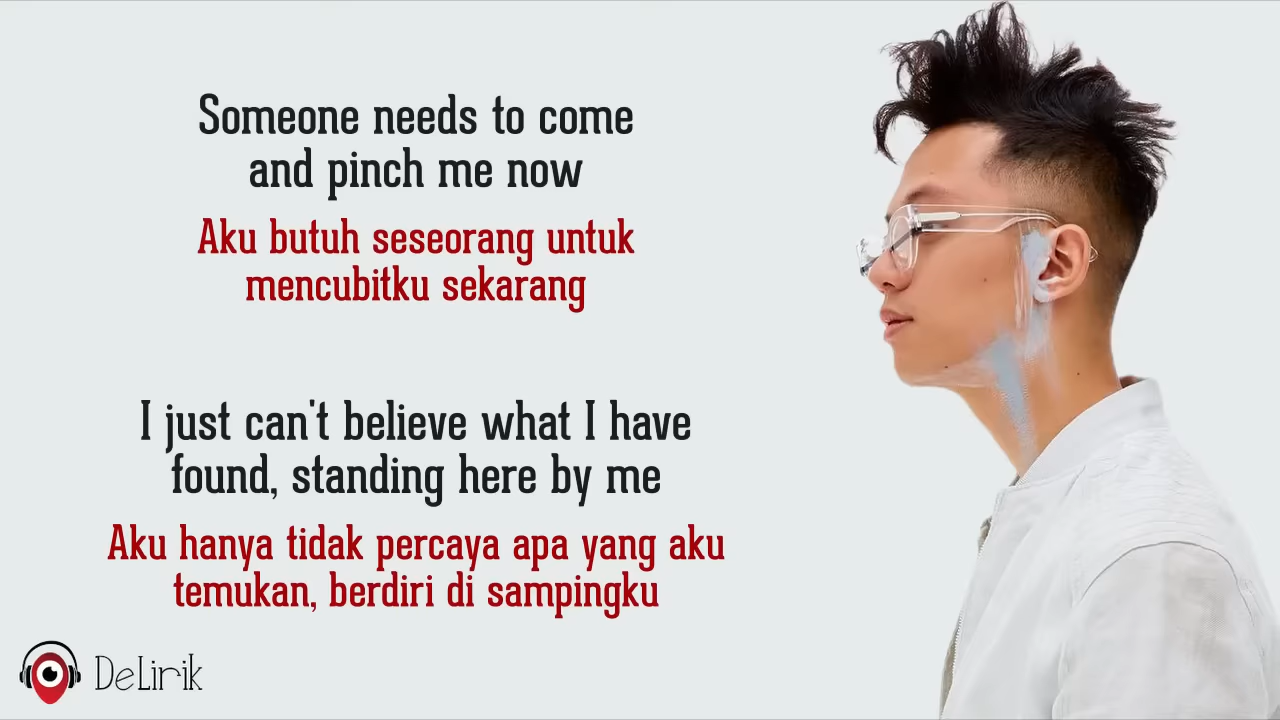 Someone needs to come
and pinch me now
Aku butuh seseorang untuk
mencubitku sekarang
I just can't believe what I have
found, standing here by me
Aku hanya tidak percaya apa yang aku
temukan, berdiri di sampingku
DeLirik